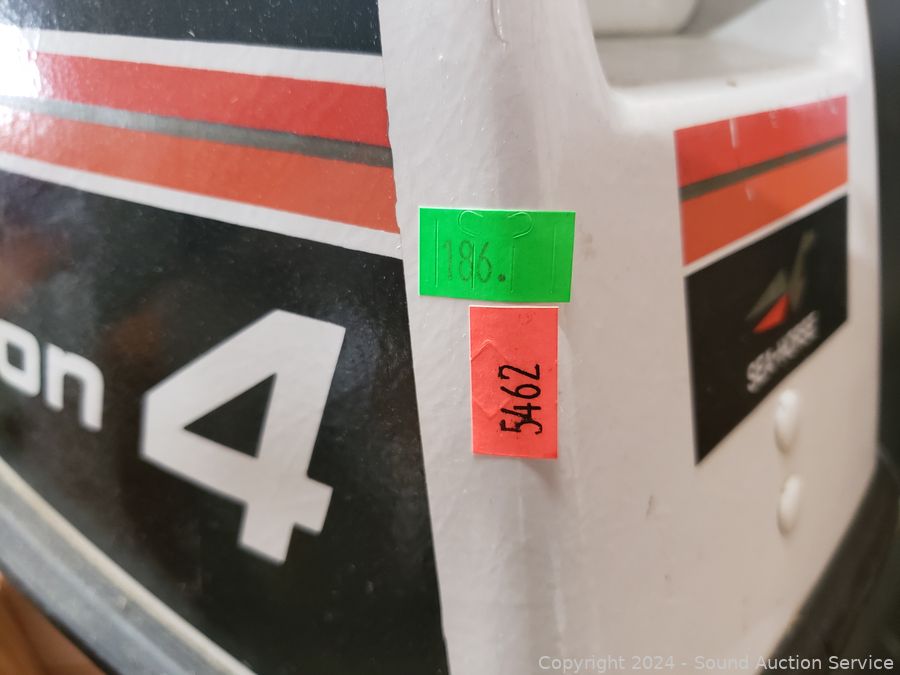 186.
5462
on 4
SEA-HORSE
Copyright 2024 - Sound Auction Service